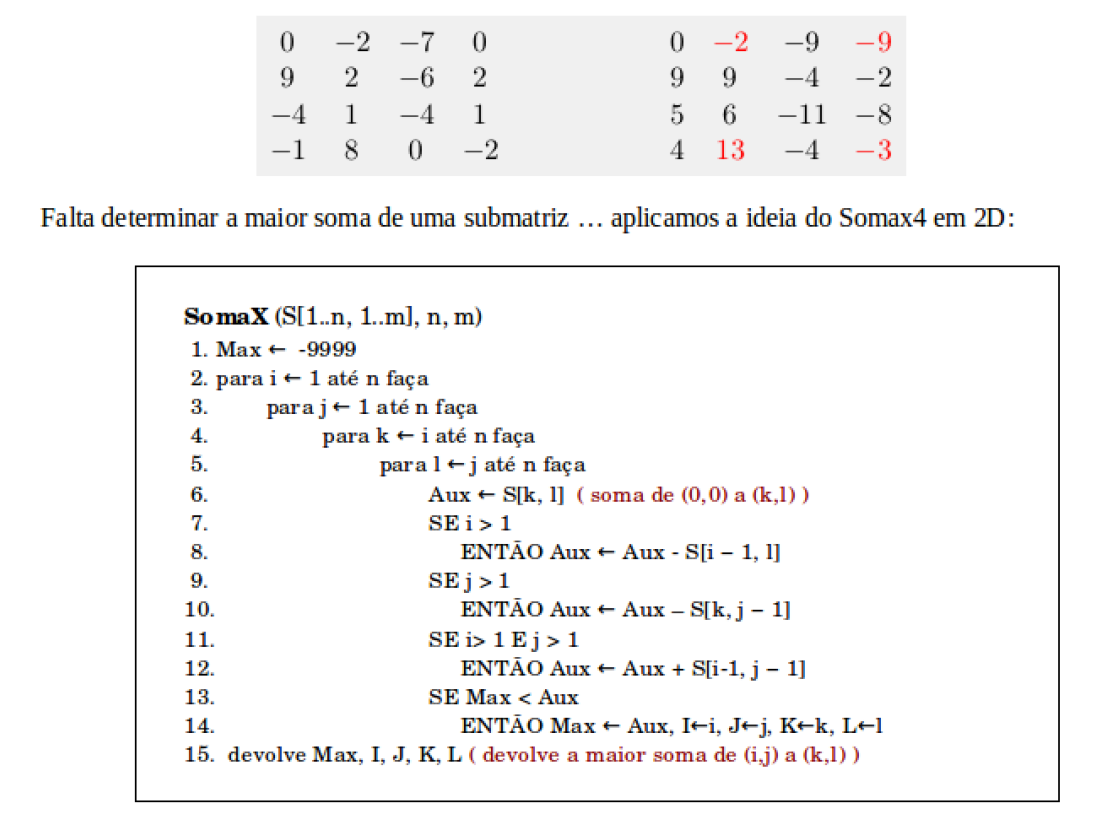 0 −2 −7 0 0 −2 −9 −9
9 2 −6 2 9 9 −4 −2
−4 1 −4 1 5 6 −11 −8
−1 8 0 −2 4 13 −4 −3
Falta determinar a maior soma de uma submatriz … aplicamos a ideia do Somax4 em 2D:
SomaX (S[1..n, 1..m], n, m)
1. Max ← -9999
2. para i ← 1 até n faça
3. para j ← 1 até n faça
4. para k ← i até n faça
5. para l ← j até n faça
6. Aux ← S[k, l] ( soma de (0,0) a (k,l) )
7. SE i > 1
8. ENTÃO Aux ← Aux - S[i – 1, l]
9. SE j > 1
10. ENTÃO Aux ← Aux – S[k, j – 1]
11. SE i> 1 E j > 1
12. ENTÃO Aux ← Aux + S[i-1, j – 1]
13. SE Max < Aux
14. ENTÃO Max ← Aux, I←i, J←j, K←k, L←l
15. devolve Max, I, J, K, L ( devolve a maior soma de (i,j) a (k,l) )